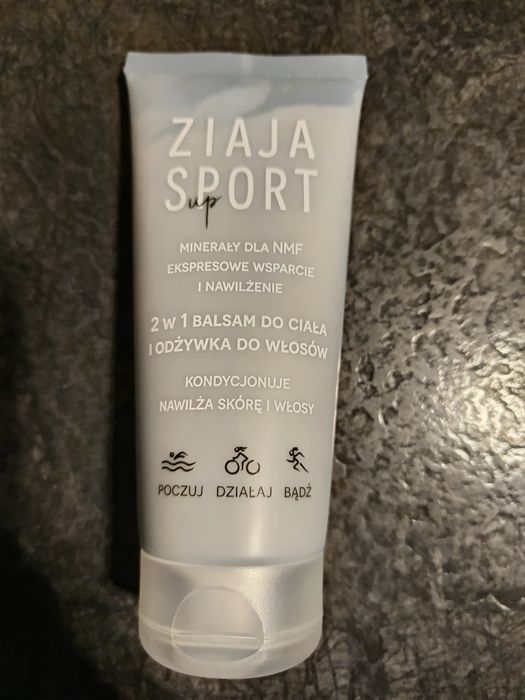 ZIAJA
SPORT
up
MINERAŁY DLA NMF
EKSPRESOWE WSPARCIE
I NAWILŻENIE
2 W 1 BALSAM DO CIAŁA
I ODŻYWKA DO WŁOSÓW
KONDYCJONUJE
NAWILŻA SKÓRĘ I WŁOSY
POCZUJ DZIAŁAJ BĄDŹ